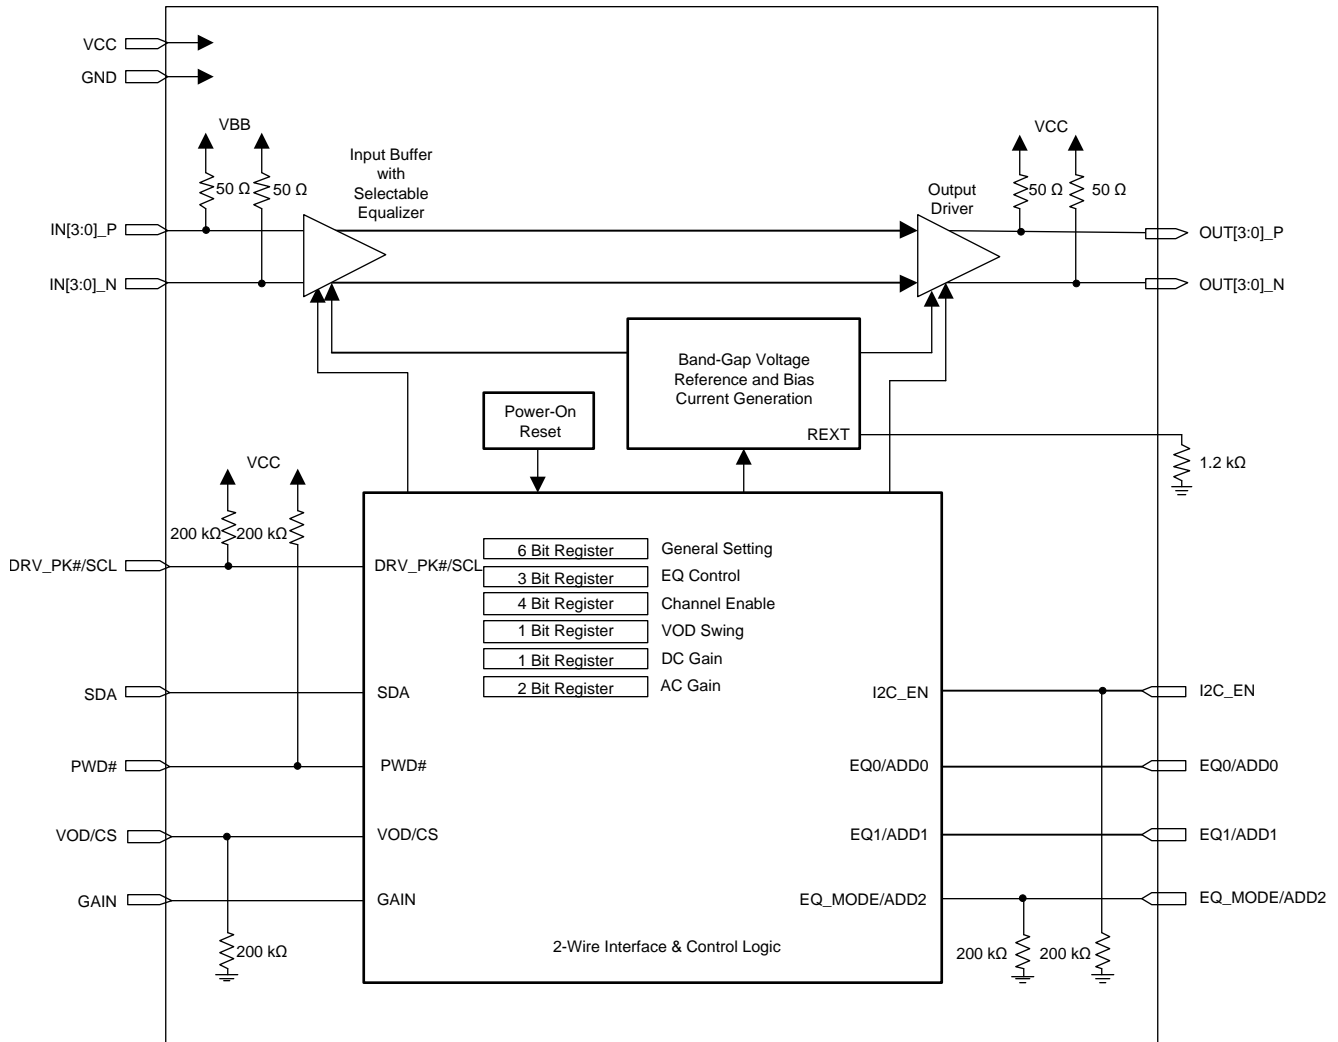 VCC
GND
VBB
VCC
Input Buffer
with
Selectable
Equalizer
Output
Driver
50 Ω
50 Ω
50 Ω
50 Ω
IN[3:0]_P
OUT[3:0]_P
IN[3:0]_N
OUT[3:0]_N
Band-Gap Voltage
Reference and Bias
Current Generation
REXT
Power-On
Reset
1.2 kΩ
VCC
200 kΩ
200 kΩ
DRV_PK#/SCL
DRV_PK#/SCL
6 Bit Register
General Setting
3 Bit Register
EQ Control
4 Bit Register
Channel Enable
1 Bit Register
VOD Swing
1 Bit Register
DC Gain
2 Bit Register
AC Gain
SDA
SDA
I2C_EN
I2C_EN
PWD#
PWD#
EQ0/ADD0
EQ0/ADD0
VOD/CS
VOD/CS
EQ1/ADD1
EQ1/ADD1
GAIN
GAIN
EQ_MODE/ADD2
EQ_MODE/ADD2
200 kΩ
2-Wire Interface & Control Logic
200 kΩ
200 kΩ